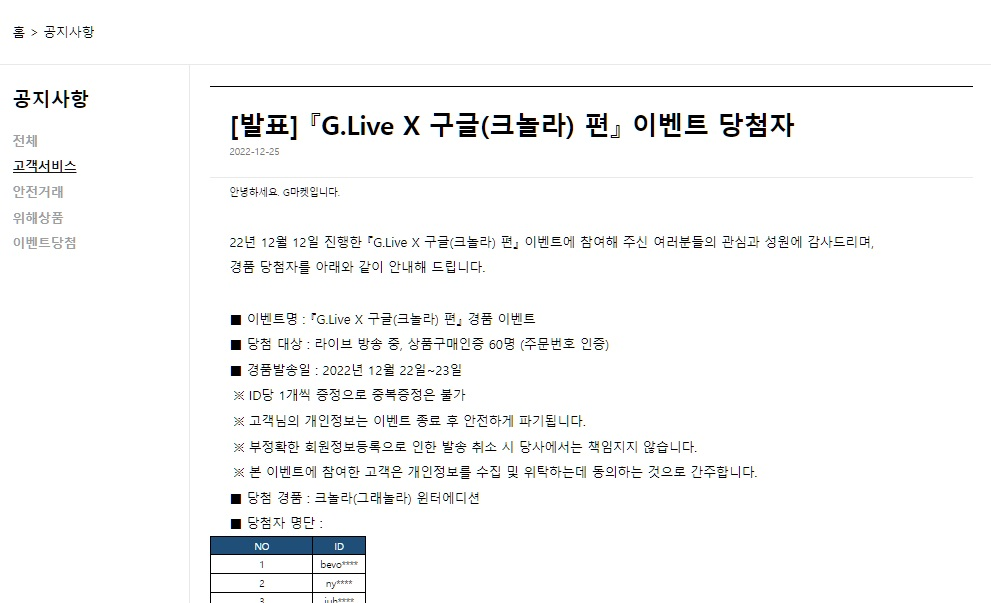 홈 > 공지사항
공지사항
전체
고객서비스
안전거래
위해상품
이벤트당첨
[발표]『G.Live X 구글(크놀라) 편』 이벤트 당첨자
2022-12-25
안녕하세요. G마켓입니다.
22년 12월 12일 진행한 『G.Live X 구글(크놀라) 편』 이벤트에 참여해 주신 여러분들의 관심과 성원에 감사드리며,
경품 당첨자를 아래와 같이 안내해 드립니다.
■ 이벤트명 : 『G.Live X 구글(크놀라) 편』 경품 이벤트
■ 당첨 대상 : 라이브 방송 중, 상품구매인증 60명 (주문번호 인증)
■ 경품발송일 : 2022년 12월 22일~23일
※ ID당 1개씩 증정으로 중복증정은 불가
※ 고객님의 개인정보는 이벤트 종료 후 안전하게 파기됩니다.
※ 부정확한 회원정보등록으로 인한 발송 취소 시 당사에서는 책임지지 않습니다.
※ 본 이벤트에 참여한 고객은 개인정보를 수집 및 위탁하는데 동의하는 것으로 간주합니다.
■ 당첨 경품 : 크놀라(그래놀라) 윈터에디션
■ 당첨자 명단 :
NO ID
1 bevo****
2 ny****
3